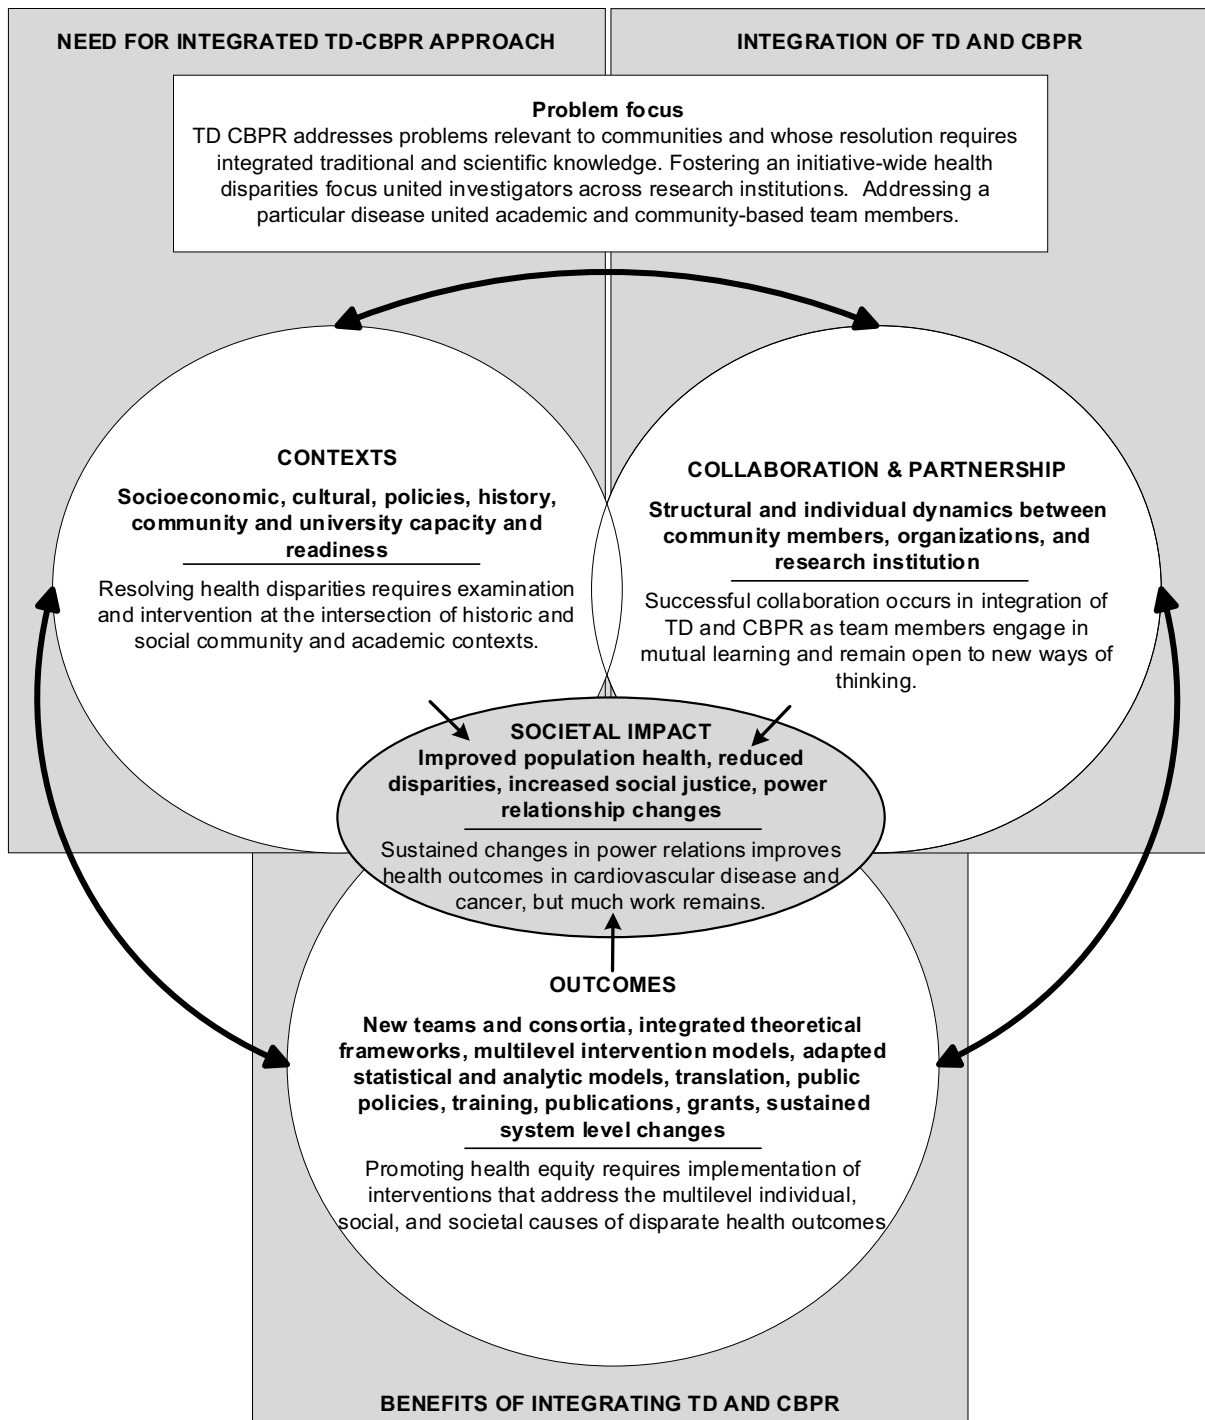 NEED FOR INTEGRATED TD-CBPR APPROACH
INTEGRATION OF TD AND CBPR
Problem focus
TD CBPR addresses problems relevant to communities and whose resolution requires
integrated traditional and scientific knowledge. Fostering an initiative-wide health
disparities focus united investigators across research institutions.  Addressing a
particular disease united academic and community-based team members.
CONTEXTS
Socioeconomic, cultural, policies, history,
community and university capacity and
readiness
Resolving health disparities requires examination
and intervention at the intersection of historic and
social community and academic contexts.
COLLABORATION & PARTNERSHIP
Structural and individual dynamics between
community members, organizations, and
research institution
Successful collaboration occurs in integration of
TD and CBPR as team members engage in
mutual learning and remain open to new ways of
thinking.
SOCIETAL IMPACT
Improved population health, reduced
disparities, increased social justice, power
relationship changes
Sustained changes in power relations improves
health outcomes in cardiovascular disease and
cancer, but much work remains.
OUTCOMES
New teams and consortia, integrated theoretical
frameworks, multilevel intervention models, adapted
statistical and analytic models, translation, public
policies, training, publications, grants, sustained
system level changes
Promoting health equity requires implementation of
interventions that address the multilevel individual,
social, and societal causes of disparate health outcomes
BENEFITS OF INTEGRATING TD AND CBPR